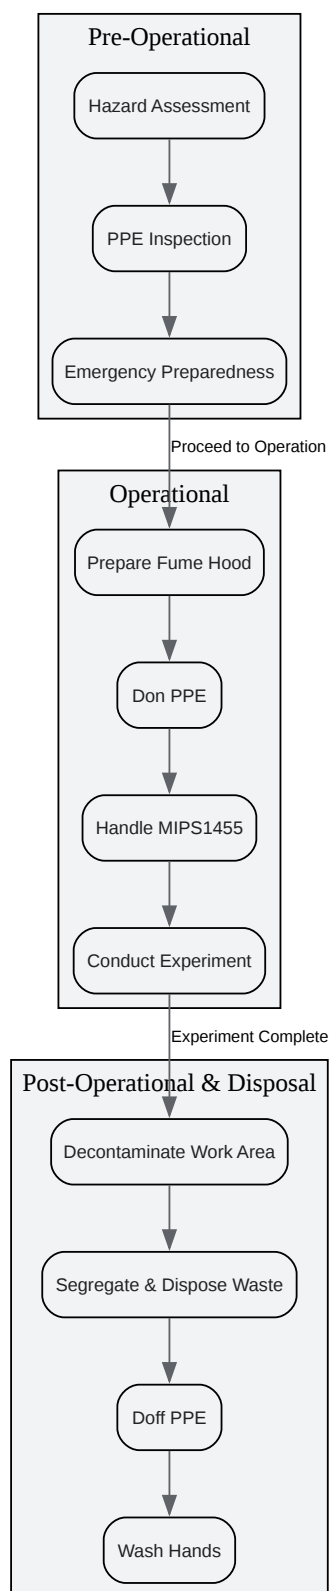 Pre-Operational
Hazard Assessment
PPE Inspection
Emergency Preparedness
Proceed to Operation
Operational
Prepare Fume Hood
Don PPE
Handle MIPS1455
Conduct Experiment
Experiment Complete
Post-Operational & Disposal
Decontaminate Work Area
Segregate & Dispose Waste
Doff PPE
Wash Hands